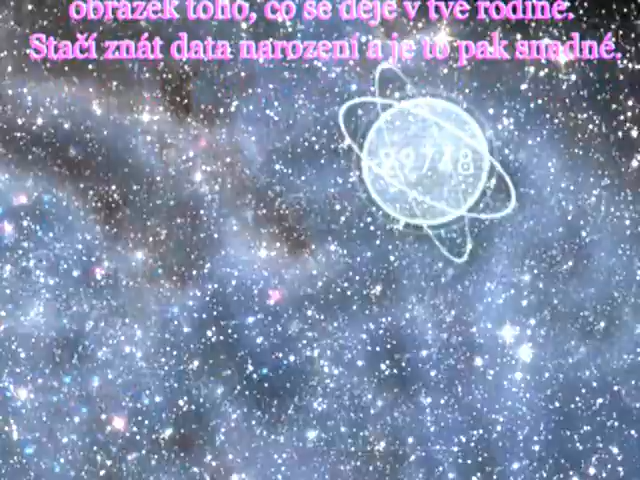 obrázek toho, co se děje v tvé rodině.
Stačí znát data narození a je to pak snadné.